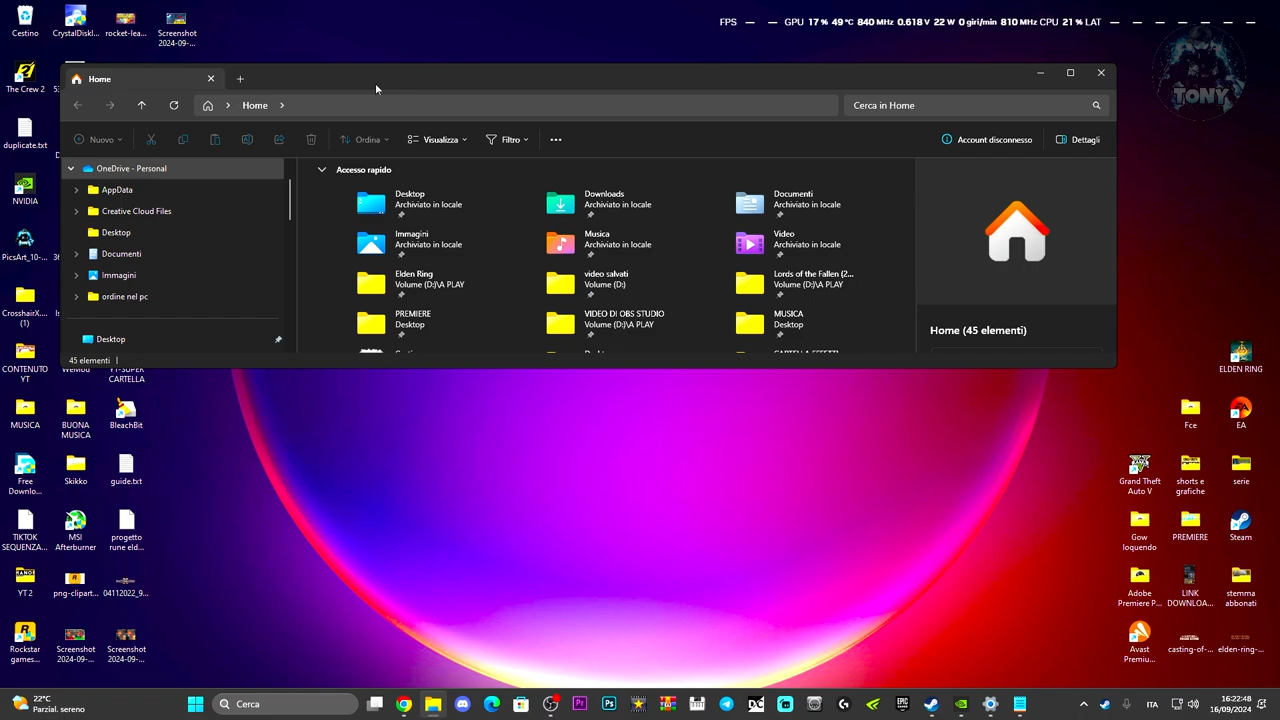 FPS — — GPU 17 % 49 °C 840 MHz 0.618 V 22 W 0 giri/min 810 MHz CPU 21 % LAT — — — — — — — —
Cestino
CrystalDiskI...
rocket-lea...
Screenshot
2024-09-...
The Crew 2
duplicate.txt
NVIDIA
PicsArt_10-...
CrosshairX...
(1)
CONTENUTO
YT
WeMod
YT-SUPER
CARTELLA
MUSICA
BUONA
MUSICA
BleachBit
Free
Downlo...
Skikko
guide.txt
TIKTOK
SEQUENZA...
MSI
Afterburner
progetto
rune eld...
YT 2
png-clipart...
04112022_9...
Rockstar
games...
Screenshot
2024-09-...
Screenshot
2024-09-...
TONY
Home
Home
Cerca in Home
Nuovo
Ordina
Visualizza
Filtro
Account disconnesso
Dettagli
OneDrive - Personal
AppData
Creative Cloud Files
Desktop
Documenti
Immagini
ordine nel pc
Desktop
Accesso rapido
Desktop
Archiviato in locale
Downloads
Archiviato in locale
Documenti
Archiviato in locale
Immagini
Archiviato in locale
Musica
Archiviato in locale
Video
Archiviato in locale
Elden Ring
Volume (D:)\A PLAY
video salvati
Volume (D:)
Lords of the Fallen (2...
Volume (D:)\A PLAY
PREMIERE
Desktop
VIDEO DI OBS STUDIO
Volume (D:)\A PLAY
MUSICA
Desktop
Home (45 elementi)
45 elementi
ELDEN RING
Fce
EA
Grand Theft
Auto V
shorts e
grafiche
serie
Gow
loquendo
PREMIERE
Steam
Adobe
Premiere P...
LINK
DOWNLOA...
stemma
abbonati
Avast
Premiu...
casting-of-...
elden-ring-...
22°C
Parzial. sereno
Cerca
ITA
16:22:48
16/09/2024